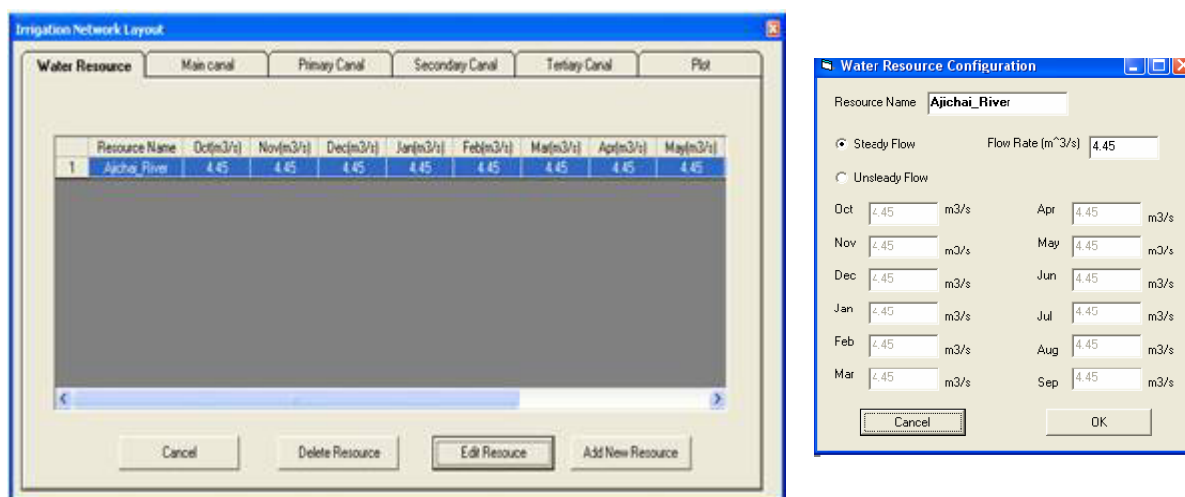 Irrigation Network Layout
Water Resource Main canal Primary Canal Secondary Canal Tertiary Canal Plot
Resource Name Oct(m3/s) Nov(m3/s) Dec(m3/s) Jan(m3/s) Feb(m3/s) Mar(m3/s) Apr(m3/s) May(m3/s)
1 Ajichai_River 4.45 4.45 4.45 4.45 4.45 4.45 4.45 4.45
Cancel Delete Resource Edit Resouce Add New Resource
Water Resource Configuration
Resource Name Ajichai_River
Steady Flow Flow Rate (m^3/s) 4.45
Unsteady Flow
Oct 4.45 m3/s Apr 4.45 m3/s
Nov 4.45 m3/s May 4.45 m3/s
Dec 4.45 m3/s Jun 4.45 m3/s
Jan 4.45 m3/s Jul 4.45 m3/s
Feb 4.45 m3/s Aug 4.45 m3/s
Mar 4.45 m3/s Sep 4.45 m3/s
Cancel OK